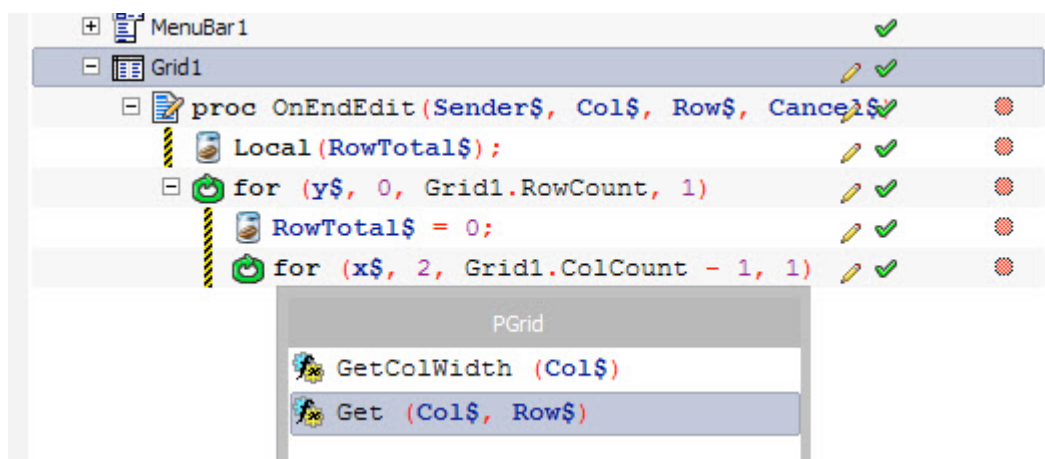 MenuBar1
Grid1
proc OnEndEdit(Sender$, Col$, Row$, Cancel$)
Local(RowTotal$);
for (y$, 0, Grid1.RowCount, 1)
RowTotal$ = 0;
for (x$, 2, Grid1.ColCount - 1, 1)
PGrid
GetColWidth (Col$)
Get (Col$, Row$)